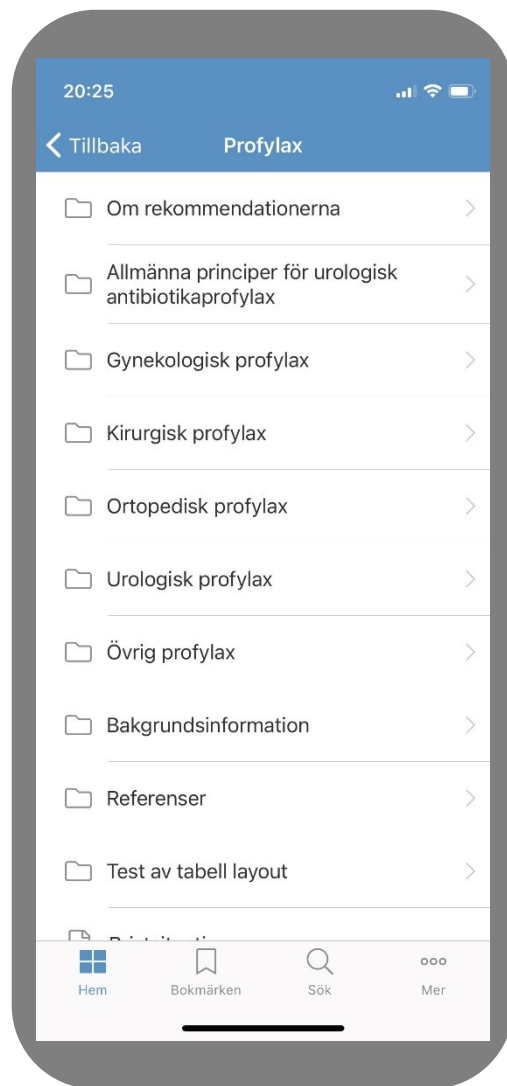 20:25
Tillbaka
Profylax
Om rekommendationerna
Allmänna principer för urologisk
antibiotikaprofylax
Gynekologisk profylax
Kirurgisk profylax
Ortopedisk profylax
Urologisk profylax
Övrig profylax
Bakgrundsinformation
Referenser
Test av tabell layout
Hem
Bokmärken
Sök
Mer